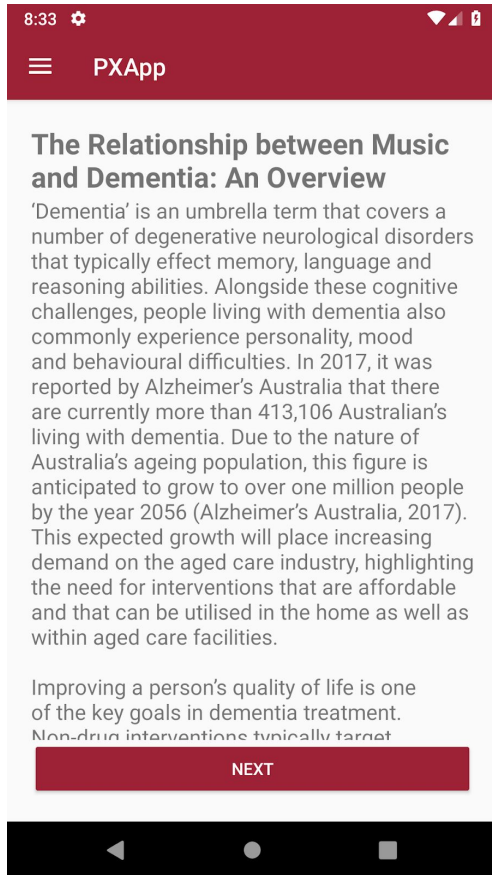 8:33
PXApp
The Relationship between Music
and Dementia: An Overview
‘Dementia’ is an umbrella term that covers a
number of degenerative neurological disorders
that typically effect memory, language and
reasoning abilities. Alongside these cognitive
challenges, people living with dementia also
commonly experience personality, mood
and behavioural difficulties. In 2017, it was
reported by Alzheimer’s Australia that there
are currently more than 413,106 Australian’s
living with dementia. Due to the nature of
Australia’s ageing population, this figure is
anticipated to grow to over one million people
by the year 2056 (Alzheimer’s Australia, 2017).
This expected growth will place increasing
demand on the aged care industry, highlighting
the need for interventions that are affordable
and that can be utilised in the home as well as
within aged care facilities.
Improving a person’s quality of life is one
of the key goals in dementia treatment.
Non-drug interventions typically target
NEXT